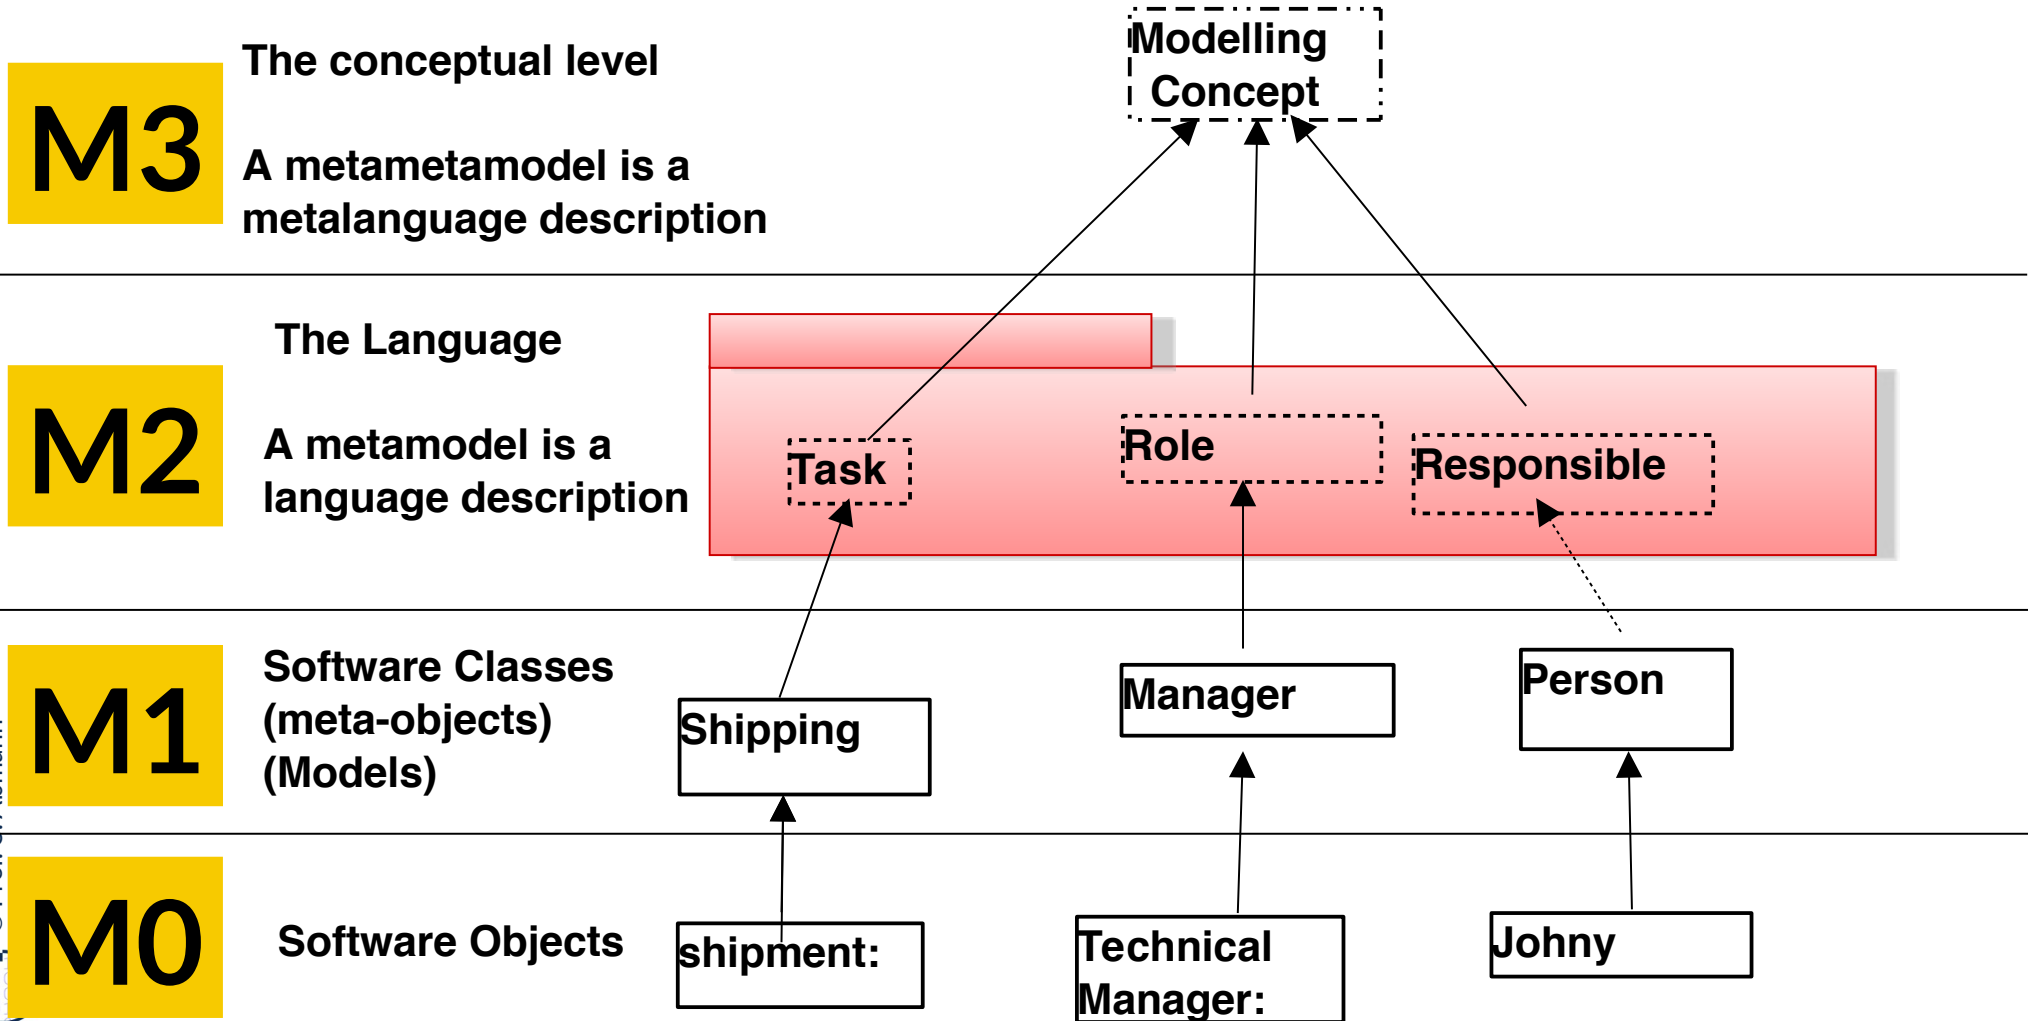 Modelling
Concept
M3
The conceptual level
A metametamodel is a
metalanguage description
M2
The Language
A metamodel is a
language description
Task
Role
Responsible
M1
Software Classes
(meta-objects)
(Models)
Shipping
Manager
Person
M0
Software Objects
shipment:
Technical
Manager:
Johny